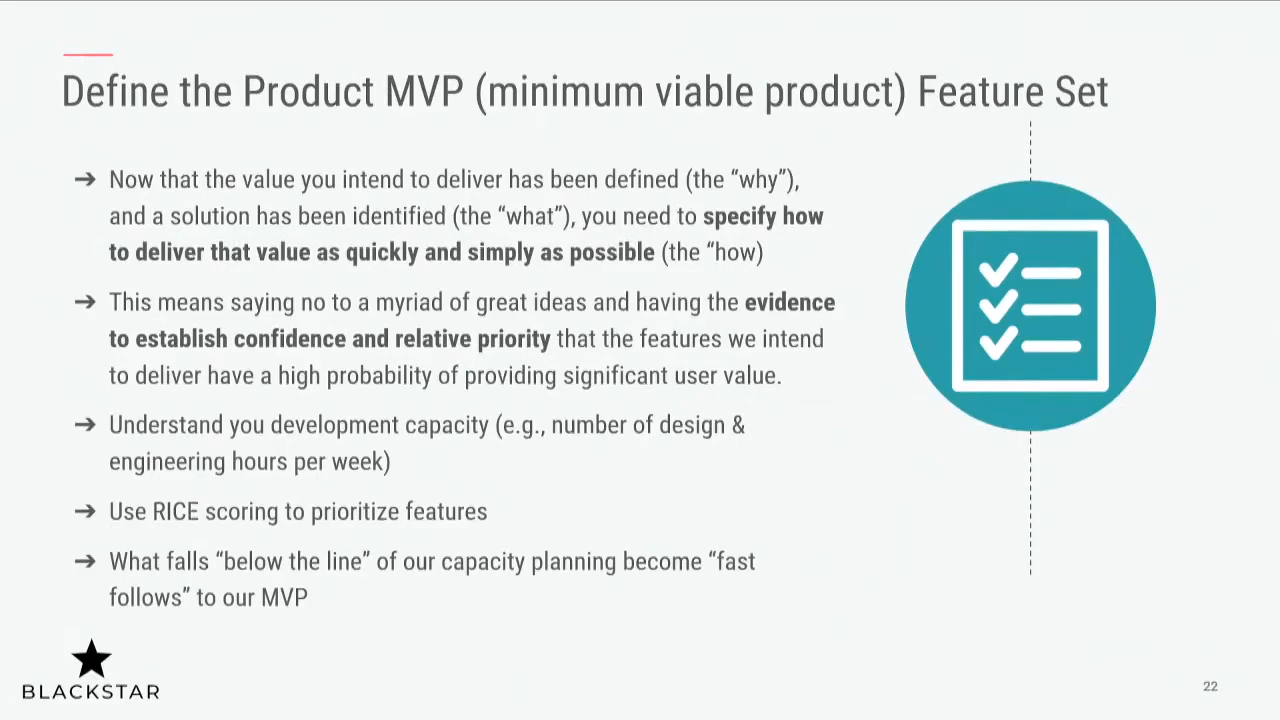 Define the Product MVP (minimum viable product) Feature Set
➔ Now that the value you intend to deliver has been defined (the “why”),
and a solution has been identified (the “what”), you need to specify how
to deliver that value as quickly and simply as possible (the “how)
➔ This means saying no to a myriad of great ideas and having the evidence
to establish confidence and relative priority that the features we intend
to deliver have a high probability of providing significant user value.
➔ Understand you development capacity (e.g., number of design &
engineering hours per week)
➔ Use RICE scoring to prioritize features
➔ What falls “below the line” of our capacity planning become “fast
follows” to our MVP
BLACKSTAR
22